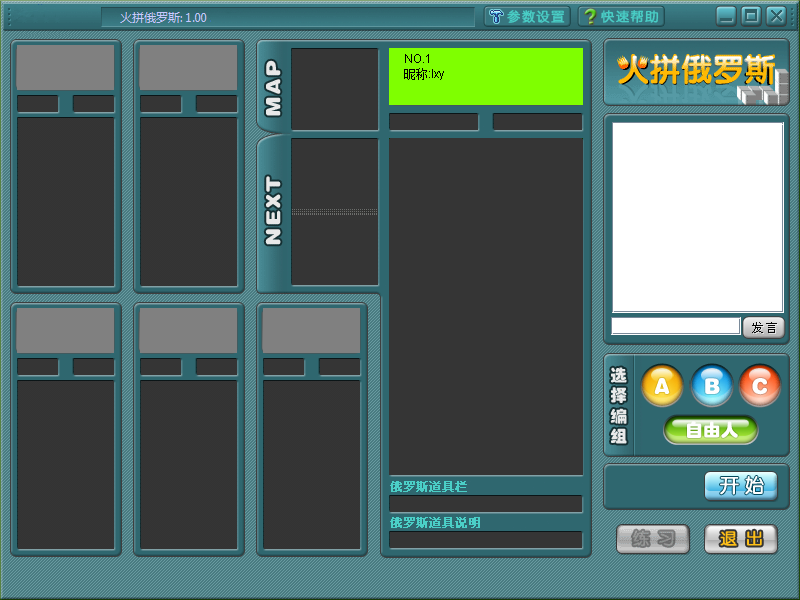 火拼俄罗斯: 1.00
参数设置
快速帮助
MAP
NO.1
昵称:lxy
火拼俄罗斯
NEXT
发言
选择编组
A
B
C
自由人
俄罗斯道具栏
开始
俄罗斯道具说明
练习
退出